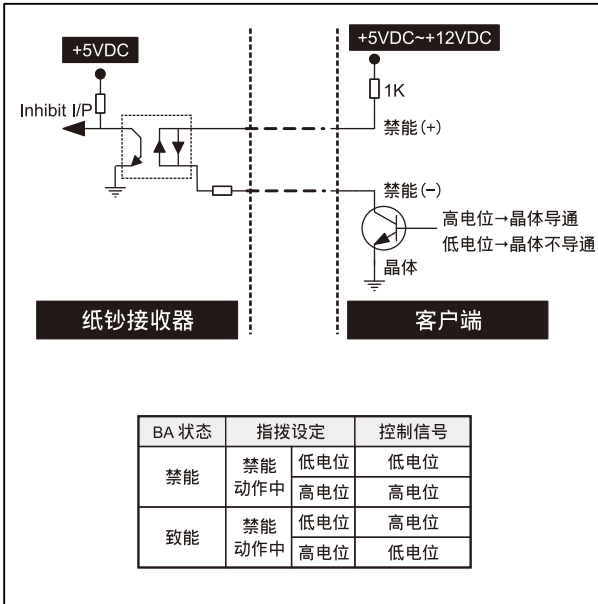 +5VDC
+5VDC~+12VDC
1K
Inhibit I/P
禁能(+)
禁能(-)
高电位→晶体导通
低电位→晶体不导通
晶体
纸钞接收器
客户端
BA 状态 指拨设定 控制信号
禁能 禁能动作中 低电位 低电位
高电位 高电位
致能 禁能动作中 低电位 高电位
高电位 低电位